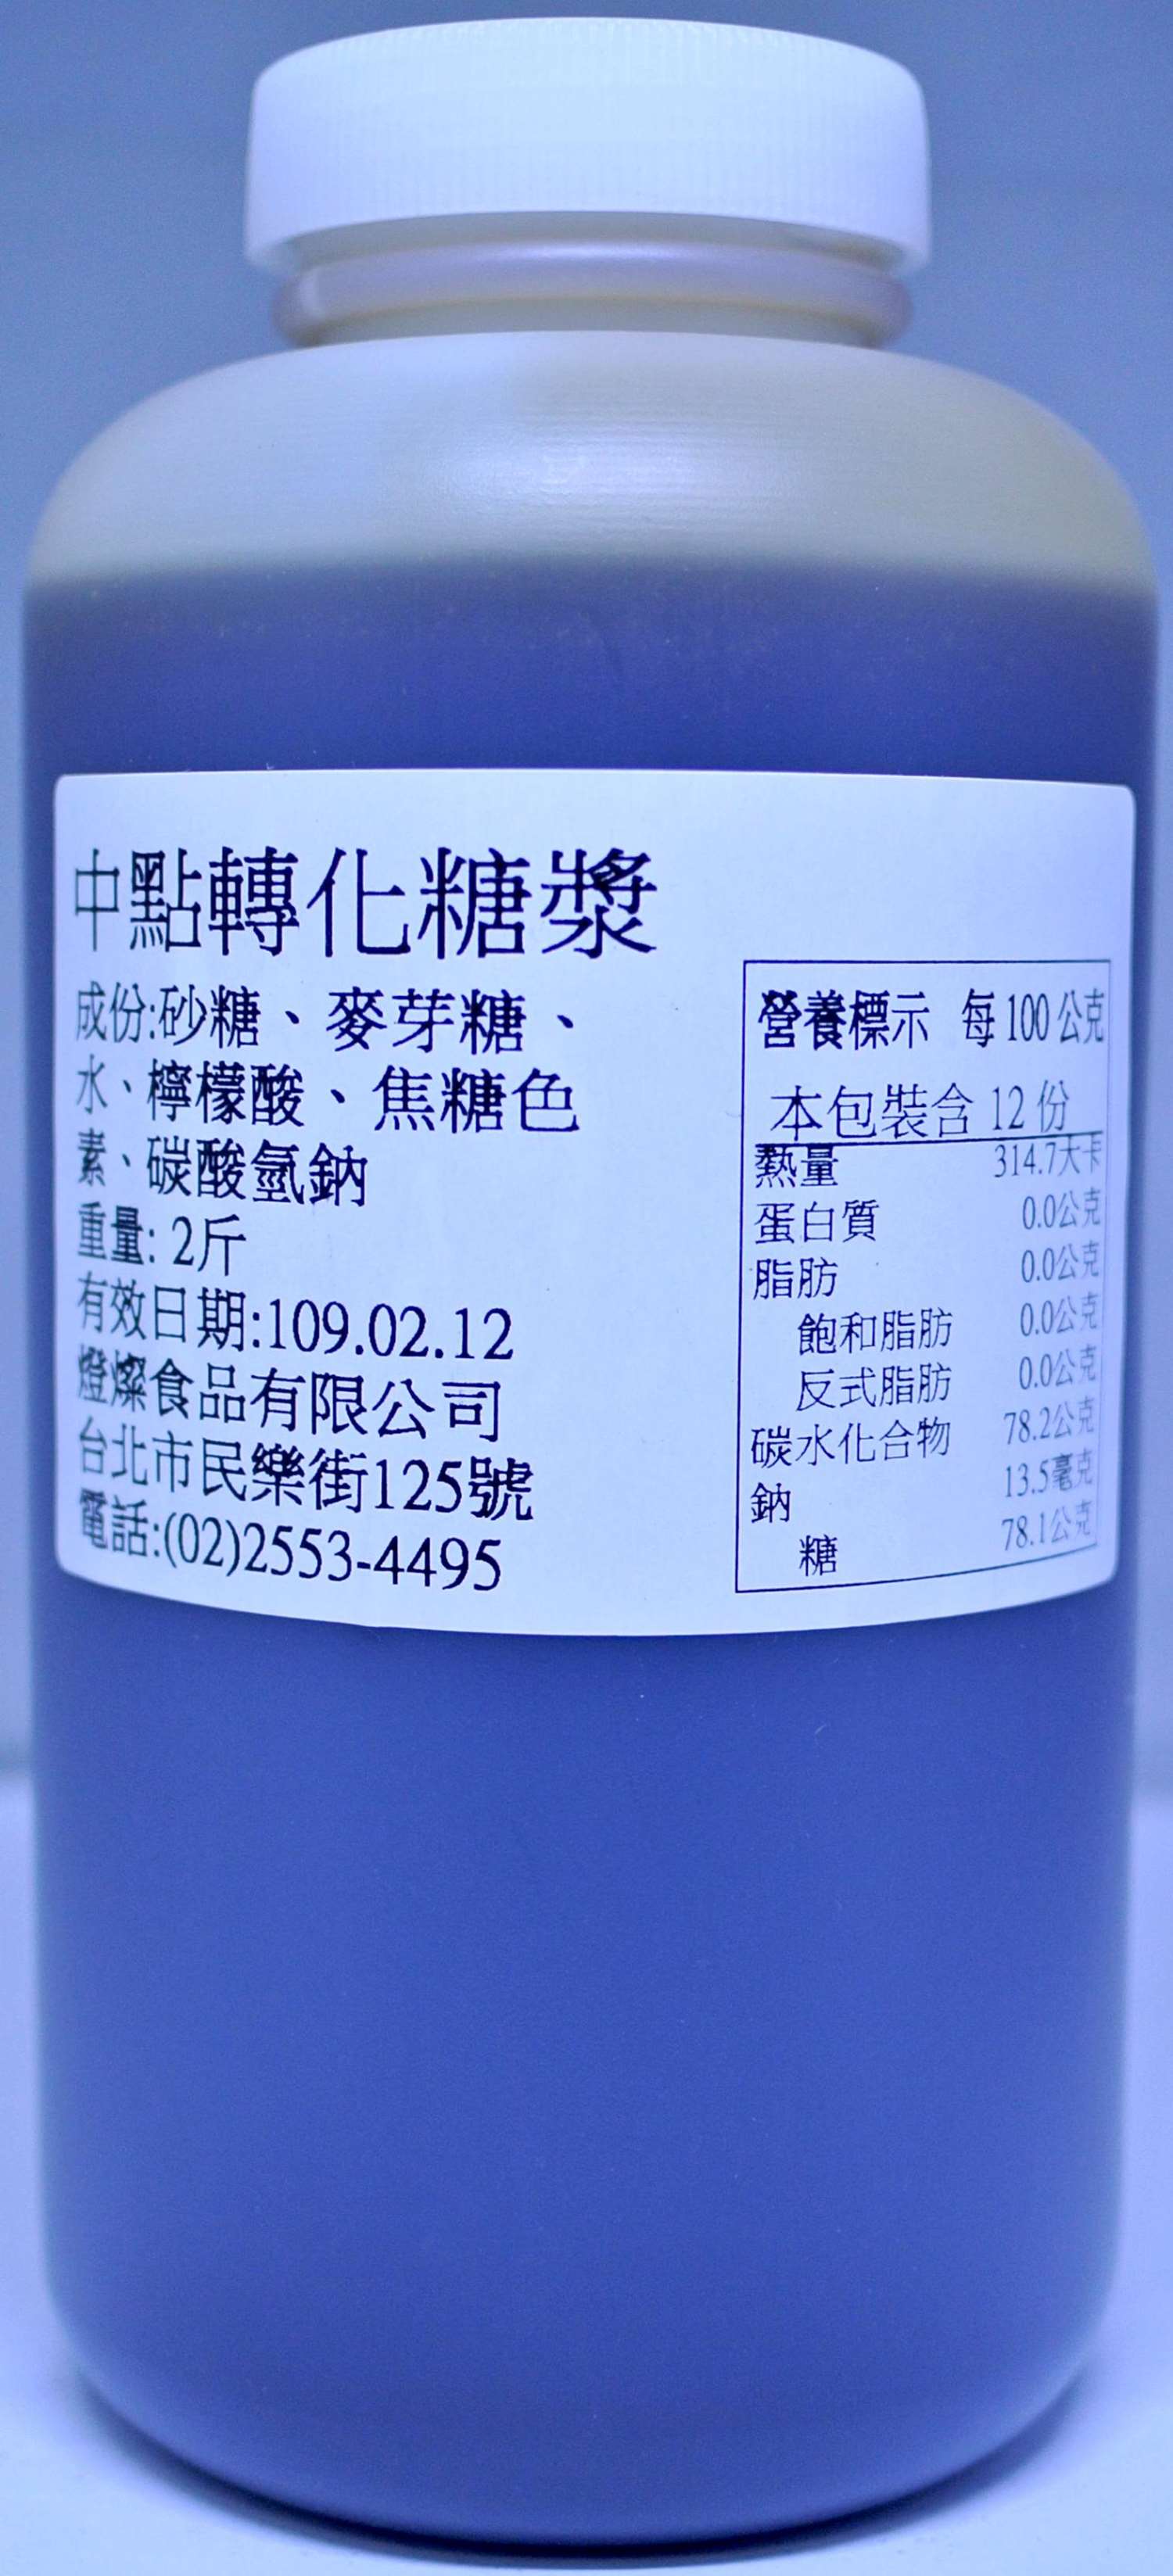 中點轉化糖漿
成份:砂糖、麥芽糖、
水、檸檬酸、焦糖色
素、碳酸氫鈉
重量: 2斤
有效日期:109.02.12
燈燦食品有限公司
台北市民樂街125號
電話:(02)2553-4495
營養標示 每100公克
本包裝含 12份
熱量 314.7大卡
蛋白質 0.0公克
脂肪 0.0公克
飽和脂肪 0.0公克
反式脂肪 0.0公克
碳水化合物 78.2公克
鈉 13.5毫克
糖 78.1公克